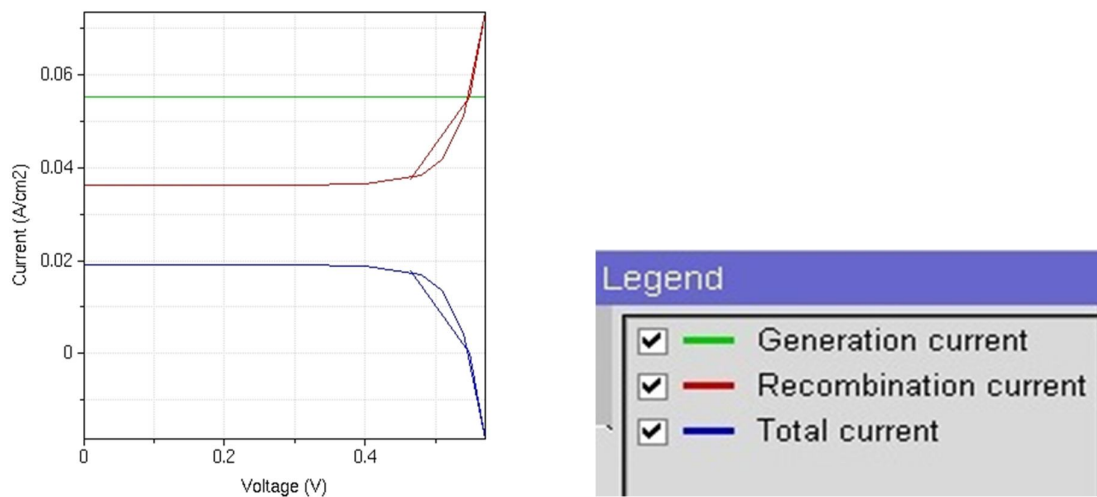 0.06
0.04
0.02
0
Current (A/cm2)
0
0.2
0.4
Voltage (V)
Legend
Generation current
Recombination current
Total current